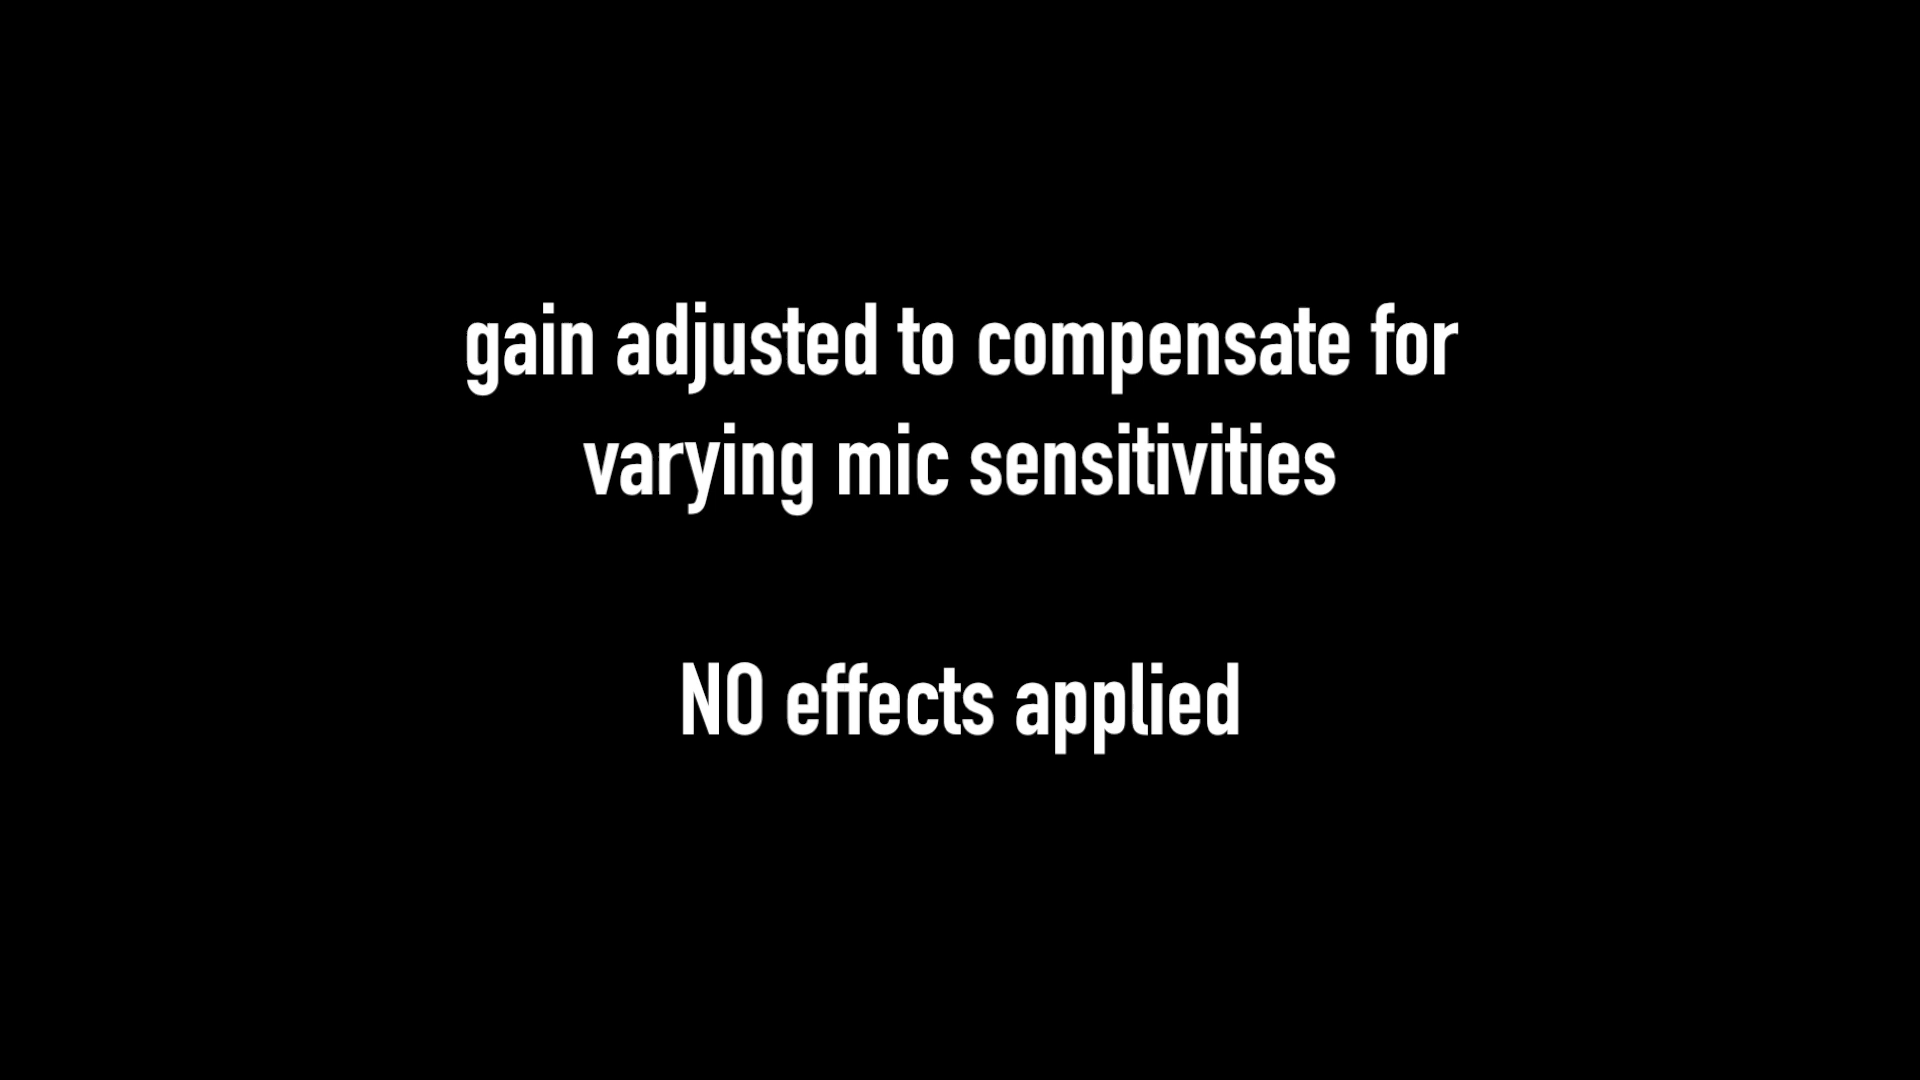 gain adjusted to compensate for
varying mic sensitivities
NO effects applied